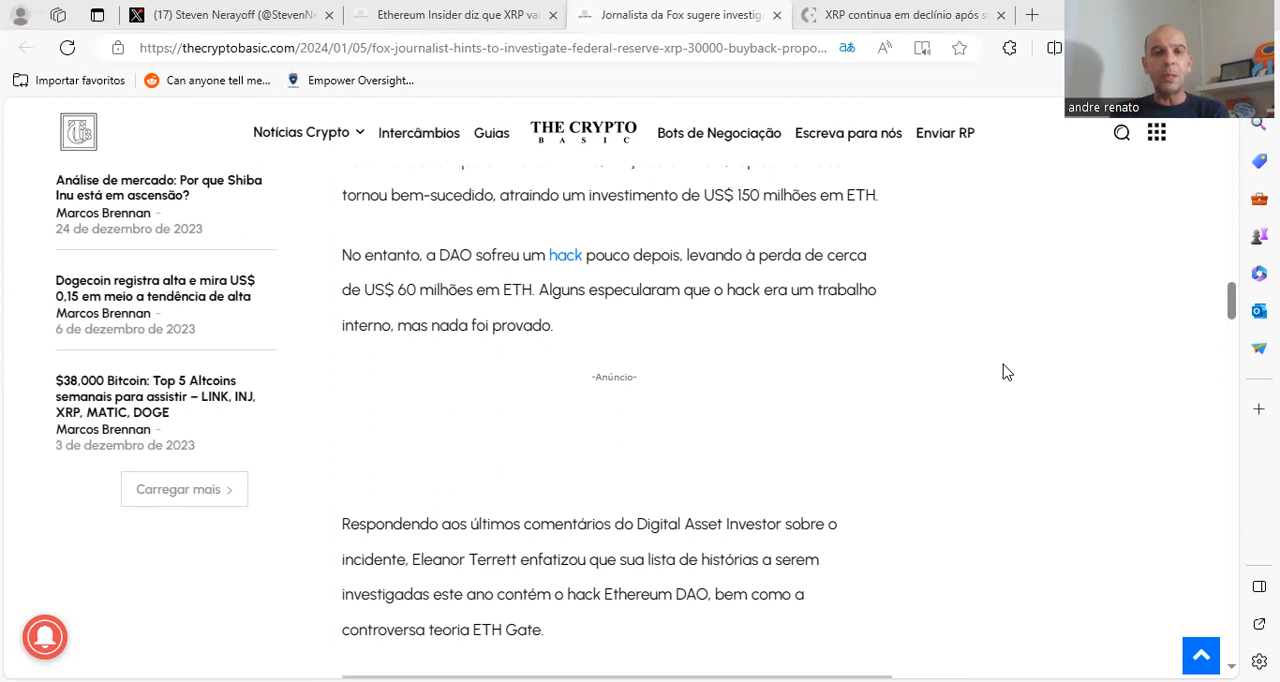 (17) Steven Nerayoff (@StevenN
Ethereum Insider diz que XRP va
Jornalista da Fox sugere investiga
XRP continua em declínio após s
https://thecryptobasic.com/2024/01/05/fox-journalist-hints-to-investigate-federal-reserve-xrp-30000-buyback-propo...
Importar favoritos
Can anyone tell me...
Empower Oversight...
andre renato
Notícias Crypto
Intercâmbios
Guias
THE CRYPTO
BASIC
Bots de Negociação
Escreva para nós
Enviar RP
Análise de mercado: Por que Shiba
Inu está em ascensão?
Marcos Brennan -
24 de dezembro de 2023
Dogecoin registra alta e mira US$
0,15 em meio a tendência de alta
Marcos Brennan -
6 de dezembro de 2023
$38,000 Bitcoin: Top 5 Altcoins
semanais para assistir – LINK, INJ,
XRP, MATIC, DOGE
Marcos Brennan -
3 de dezembro de 2023
Carregar mais
tornou bem-sucedido, atraindo um investimento de US$ 150 milhões em ETH.
No entanto, a DAO sofreu um hack pouco depois, levando à perda de cerca
de US$ 60 milhões em ETH. Alguns especularam que o hack era um trabalho
interno, mas nada foi provado.
-Anúncio-
Respondendo aos últimos comentários do Digital Asset Investor sobre o
incidente, Eleanor Terrett enfatizou que sua lista de histórias a serem
investigadas este ano contém o hack Ethereum DAO, bem como a
controversa teoria ETH Gate.